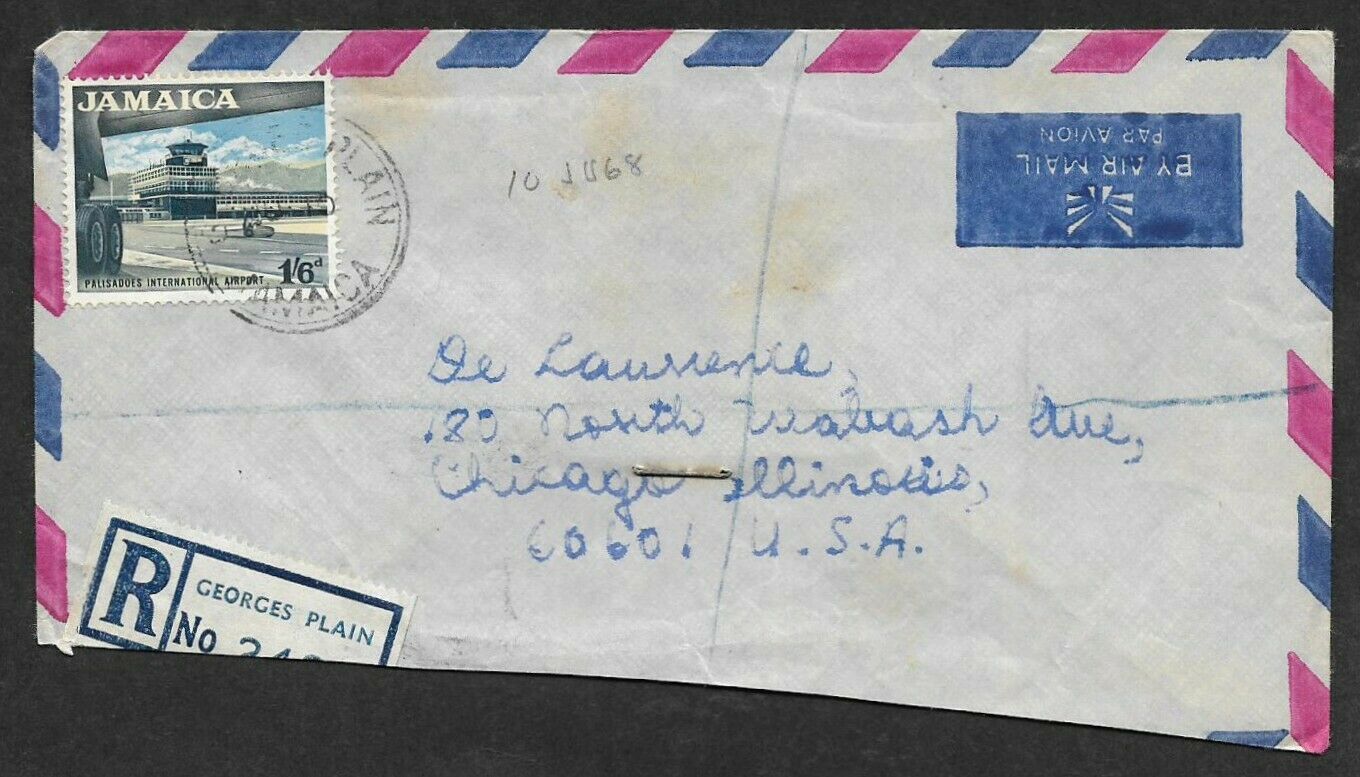 JAMAICA
PALISADOES INTERNATIONAL AIRPORT 1/6d
PLAIN
JAMAICA
10 JU68
BY AIR MAIL
PAR AVION
De Laurence,
180 North Wabash Ave,
Chicago Illinois,
60601 U.S.A.
R
GEORGES PLAIN
No 34